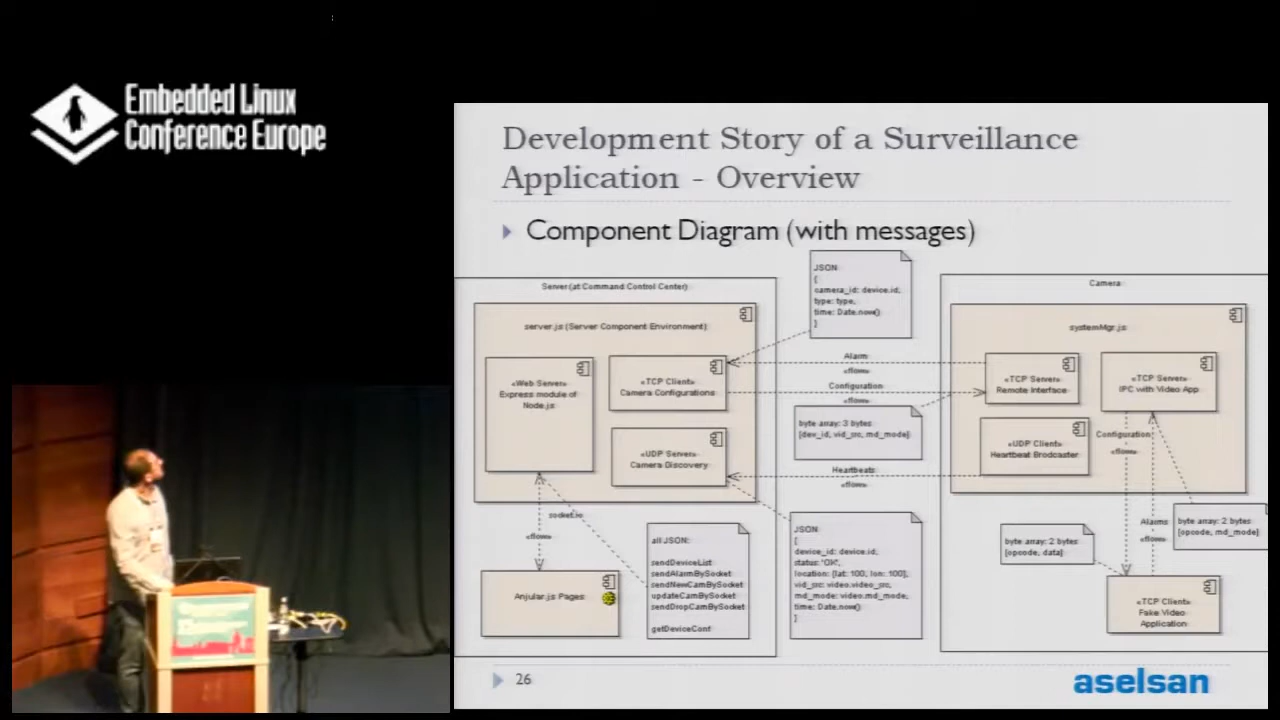 Embedded Linux
Conference Europe
Development Story of a Surveillance
Application - Overview
Component Diagram (with messages)
Server(at Command Control Center)
server.js (Server Component Environment)
«Web Server»
Express module of
Node.js
«TCP Client»
Camera Configurations
«UDP Server»
Camera Discovery
socket.io
«flow»
Anjular.js Pages
all JSON:
sendDeviceList
sendAlarmBySocket
sendNewCamBySocket
updateCamBySocket
sendDropCamBySocket
getDeviceConf
JSON:
{
camera_id: device.id,
type: type,
time: Date.now()
}
Alarm
«flow»
Configuration
«flow»
byte array: 3 bytes
[dev_id, vid_src, md_mode]
Heartbeats
«flow»
JSON:
{
device_id: device.id,
status: 'OK',
location: [lat: 100, lon: 100],
vid_src: video.video_src,
md_mode: video.md_mode,
time: Date.now()
}
Camera
systemMgr.js
«TCP Server»
Remote Interface
«TCP Server»
IPC with Video App
«UDP Client»
Heartbeat Brodcaster
Configuration
«flow»
Alarms
«flow»
byte array: 2 bytes
[opcode, data]
byte array: 2 bytes
[opcode, md_mode]
«TCP Client»
Fake Video
Application
26
aselsan